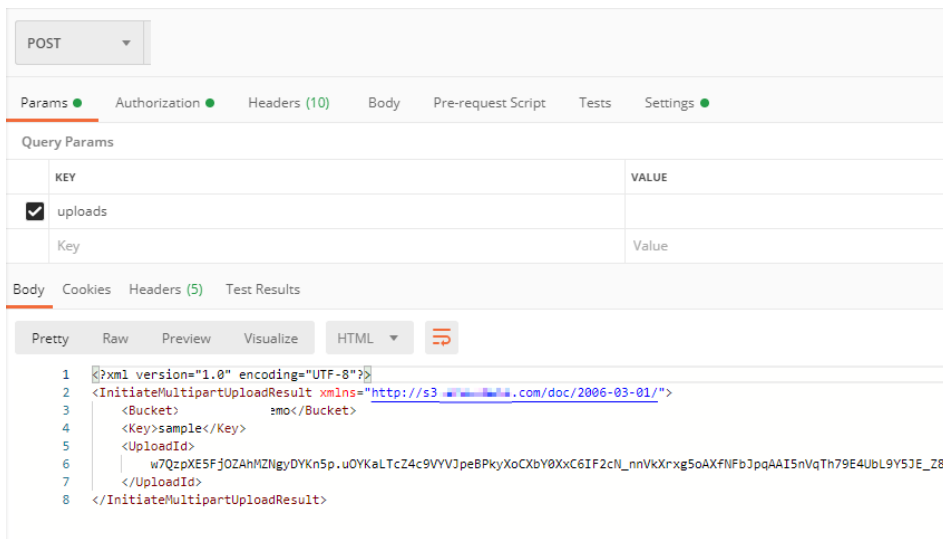 POST
Params Authorization Headers (10) Body Pre-request Script Tests Settings
Query Params
KEY VALUE
uploads
Key Value
Body Cookies Headers (5) Test Results
Pretty Raw Preview Visualize HTML
1 <?xml version="1.0" encoding="UTF-8"?>
2 <InitiateMultipartUploadResult xmlns="http://s3 .com/doc/2006-03-01/">
3 <Bucket> emo</Bucket>
4 <Key>sample</Key>
5 <UploadId>
6 w7QzpXE5FjOZAhMZNgyDYKn5p.uOYKaLTcZ4c9VYVJpeBPkyXoCXbY0XxC6IF2cN_nnVkXrxg5oAXfNFbJpqAAI5nVqTh79E4UbL9Y5JE_Z8
7 </UploadId>
8 </InitiateMultipartUploadResult>